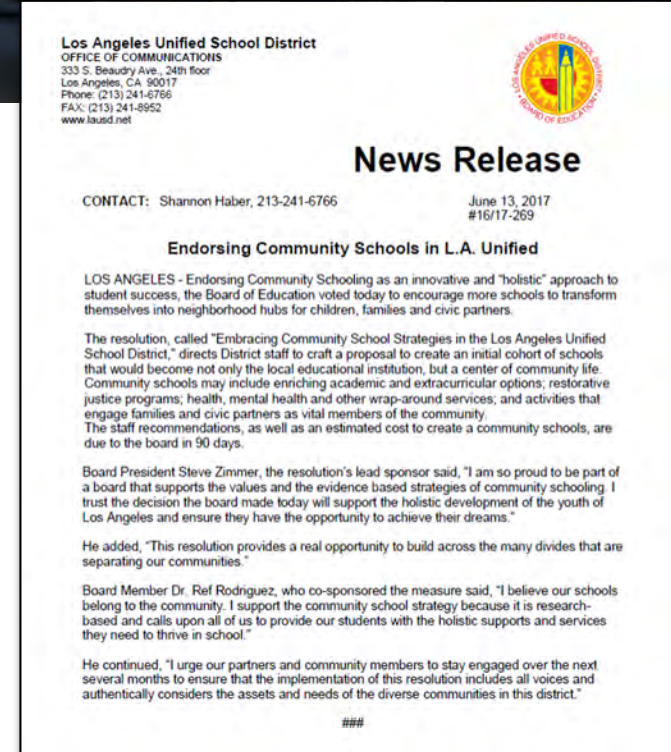 Los Angeles Unified School District
OFFICE OF COMMUNICATIONS
333 S. Beaudry Ave., 24th floor
Los Angeles, CA 90017
Phone: (213) 241-6766
FAX: (213) 241-8952
www.lausd.net
LOS ANGELES UNIFIED SCHOOL DISTRICT • BOARD OF EDUCATION •
News Release
CONTACT: Shannon Haber, 213-241-6766
June 13, 2017
#16/17-269
Endorsing Community Schools in L.A. Unified
LOS ANGELES - Endorsing Community Schooling as an innovative and "holistic" approach to
student success, the Board of Education voted today to encourage more schools to transform
themselves into neighborhood hubs for children, families and civic partners.
The resolution, called "Embracing Community School Strategies in the Los Angeles Unified
School District," directs District staff to craft a proposal to create an initial cohort of schools
that would become not only the local educational institution, but a center of community life.
Community schools may include enriching academic and extracurricular options; restorative
justice programs; health, mental health and other wrap-around services; and activities that
engage families and civic partners as vital members of the community.
The staff recommendations, as well as an estimated cost to create a community schools, are
due to the board in 90 days.
Board President Steve Zimmer, the resolution's lead sponsor said, "I am so proud to be part of
a board that supports the values and the evidence based strategies of community schooling. I
trust the decision the board made today will support the holistic development of the youth of
Los Angeles and ensure they have the opportunity to achieve their dreams."
He added, "This resolution provides a real opportunity to build across the many divides that are
separating our communities."
Board Member Dr. Ref Rodriguez, who co-sponsored the measure said, "I believe our schools
belong to the community. I support the community school strategy because it is research-
based and calls upon all of us to provide our students with the holistic supports and services
they need to thrive in school."
He continued, "I urge our partners and community members to stay engaged over the next
several months to ensure that the implementation of this resolution includes all voices and
authentically considers the assets and needs of the diverse communities in this district."
###